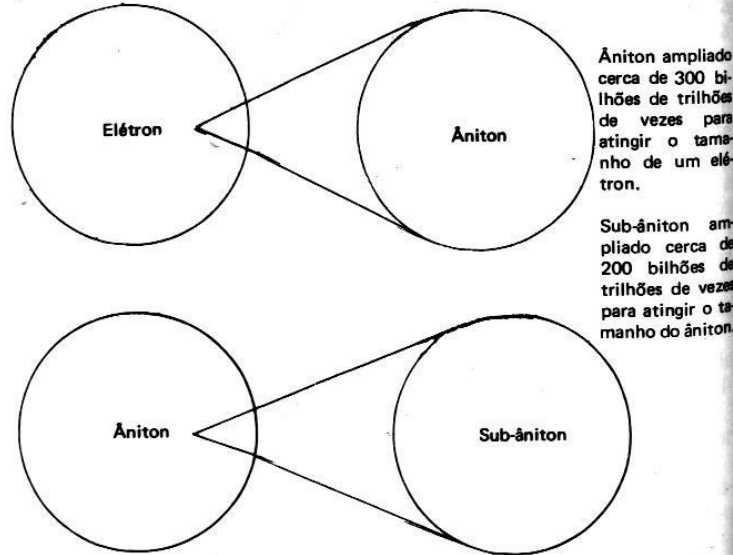 Elétron
Âniton
Âniton ampliado
cerca de 300 bi-
lhões de trilhões
de vezes para
atingir o tama-
nho de um elé-
tron.
Sub-âniton am-
pliado cerca de
200 bilhões de
trilhões de vezes
para atingir o ta-
manho do âniton.
Âniton
Sub-âniton